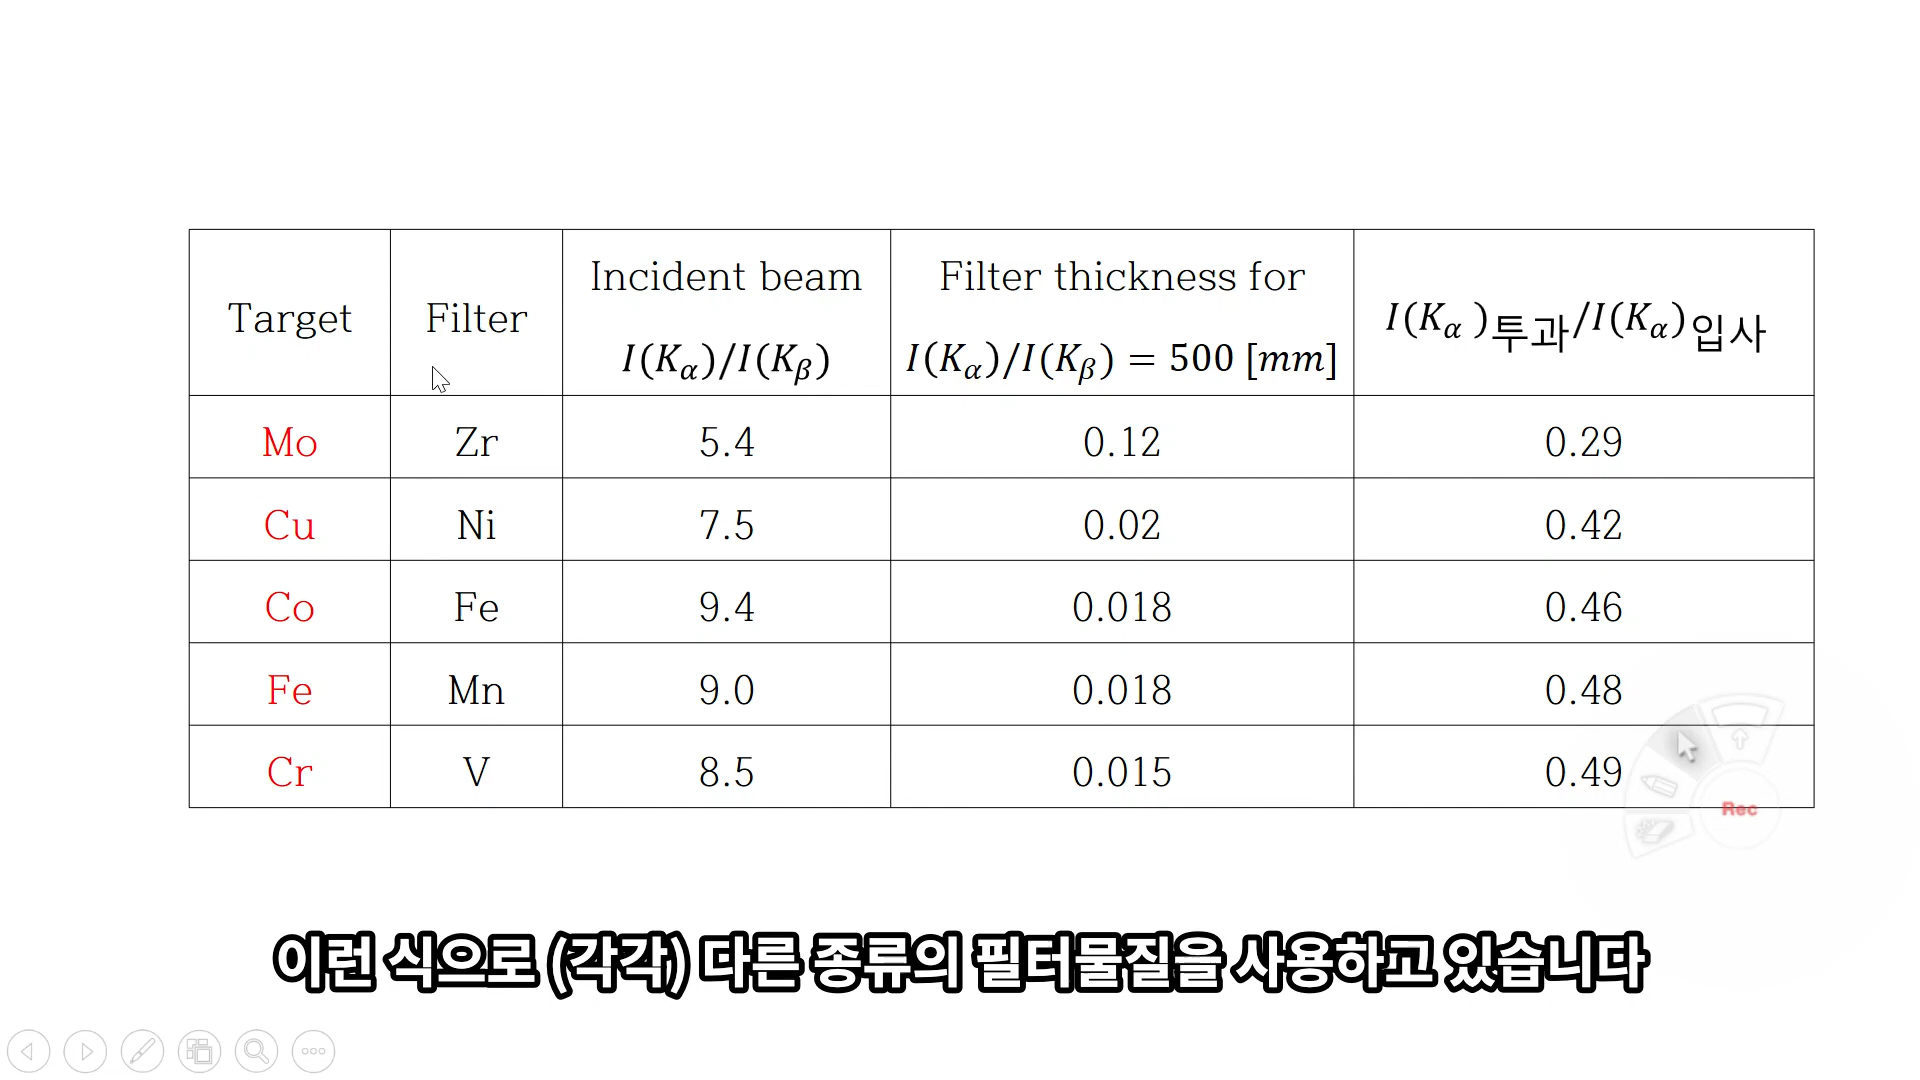 Target | Filter | Incident beam I(Kα)/I(Kβ) | Filter thickness for I(Kα)/I(Kβ) = 500 [mm] | I(Kα)투과/I(Kα)입사
Mo | Zr | 5.4 | 0.12 | 0.29
Cu | Ni | 7.5 | 0.02 | 0.42
Co | Fe | 9.4 | 0.018 | 0.46
Fe | Mn | 9.0 | 0.018 | 0.48
Cr | V | 8.5 | 0.015 | 0.49
Rec
이런 식으로 (각각) 다른 종류의 필터물질을 사용하고 있습니다